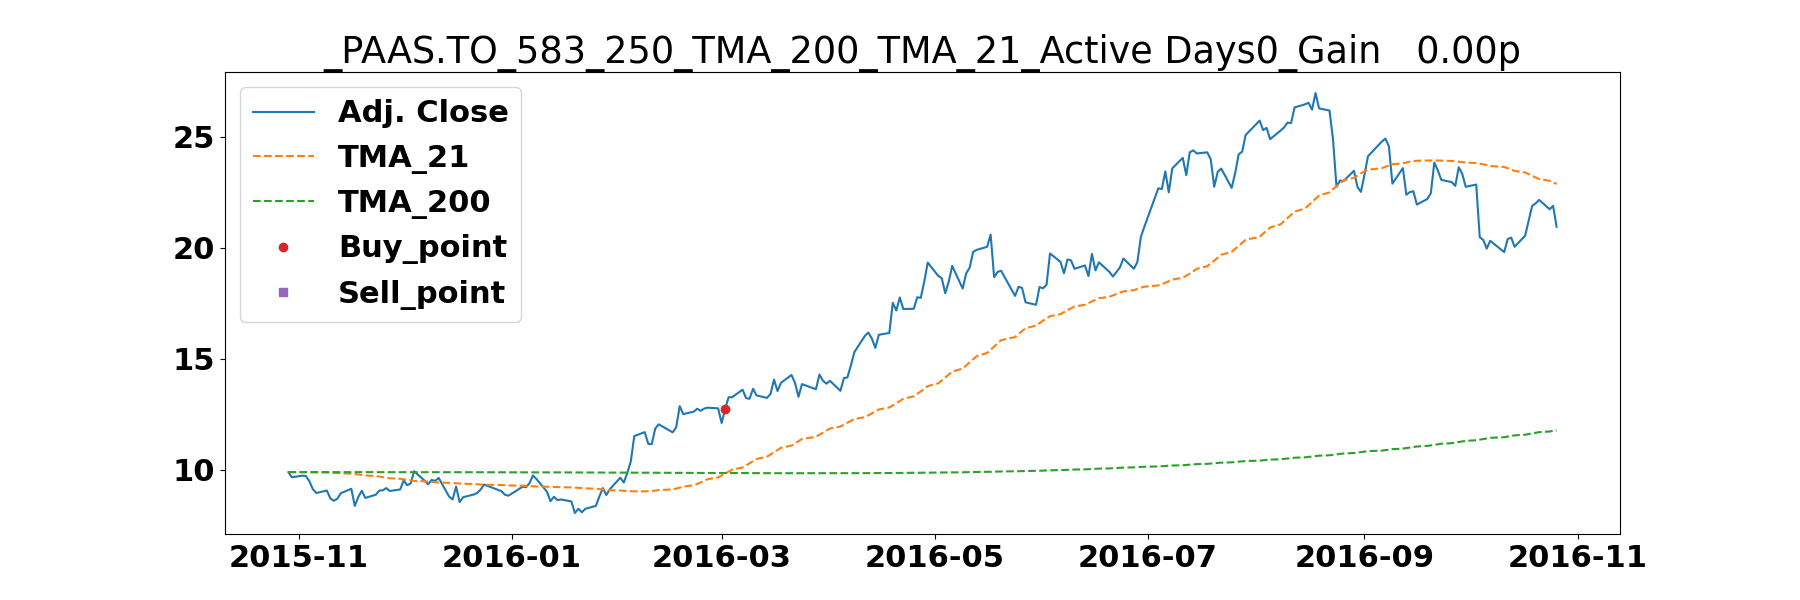 _PAAS.TO_583_250_TMA_200_TMA_21_Active Days0_Gain   0.00p
Adj. Close
TMA_21
TMA_200
Buy_point
Sell_point
25
20
15
10
2015-11 2016-01 2016-03 2016-05 2016-07 2016-09 2016-11